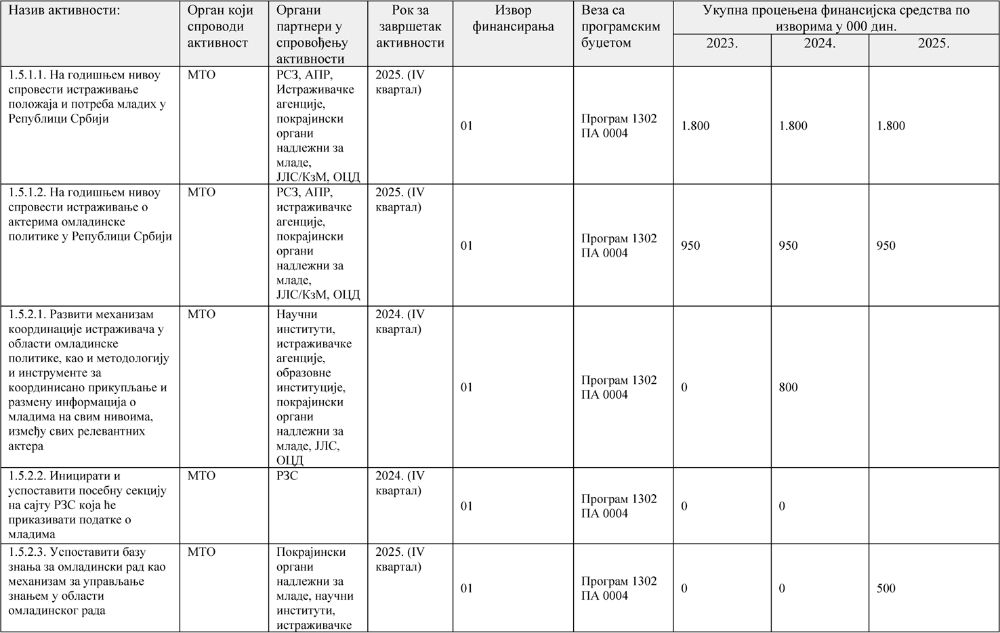 Назив активности:
Орган који
спроводи
активност
Органи
партнери у
спровођењу
активности
Рок за
завршетак
активности
Извор
финансирања
Веза са
програмским
буџетом
Укупна процењена финансијска средства по
изворима у 000 дин.
2023.
2024.
2025.
1.5.1.1. На годишњем нивоу
спровести истраживање
положаја и потреба младих у
Републици Србији
МТО
РСЗ, АПР,
Истраживачке
агенције,
покрајински
органи
надлежни за
младе,
ЈЛС/КзМ, ОЦД
2025. (IV
квартал)
01
Програм 1302
ПА 0004
1.800
1.800
1.800
1.5.1.2. На годишњем нивоу
спровести истраживање о
актерима омладинске
политике у Републици Србији
МТО
РСЗ, АПР,
истраживачке
агенције,
покрајински
органи
надлежни за
младе,
ЈЛС/КзМ, ОЦД
2025. (IV
квартал)
01
Програм 1302
ПА 0004
950
950
950
1.5.2.1. Развити механизам
координације истраживача у
области омладинске
политике, као и методологију
и инструменте за
координисано прикупљање и
размену информација о
младима на свим нивоима,
између свих релевантних
актера
МТО
Научни
институти,
истраживачке
агенције,
образовне
институције,
покрајински
органи
надлежни за
младе, ЈЛС,
ОЦД
2024. (IV
квартал)
01
Програм 1302
ПА 0004
0
800
1.5.2.2. Иницирати и
успоставити посебну секцију
на сајту РЗС која ће
приказивати податке о
младима
МТО
РЗС
2024. (IV
квартал)
01
Програм 1302
ПА 0004
0
0
1.5.2.3. Успоставити базу
знања за омладински рад као
механизам за управљање
знањем у области
омладинског рада
МТО
Покрајински
органи
надлежни за
младе, научни
институти,
истраживачке
2025. (IV
квартал)
01
Програм 1302
ПА 0004
0
0
500